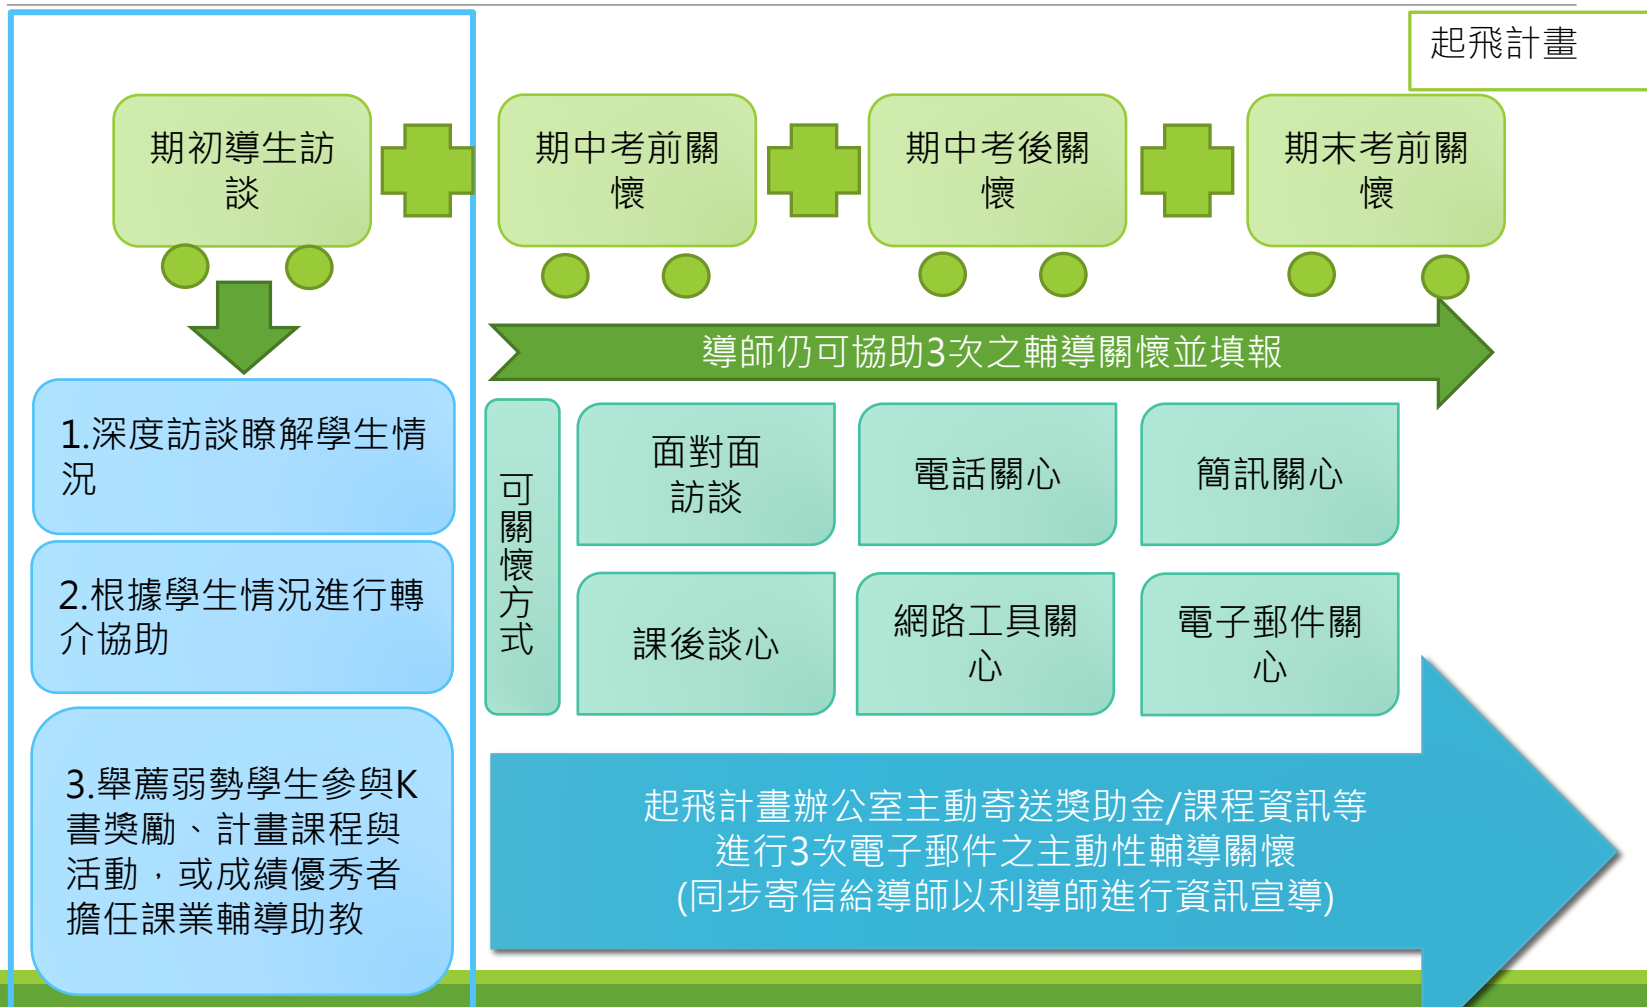 起飛計畫
期初導生訪
談
期中考前關
懷
期中考後關
懷
期末考前關
懷
導師仍可協助3次之輔導關懷並填報
1.深度訪談瞭解學生情
況
2.根據學生情況進行轉
介協助
3.舉薦弱勢學生參與K
書獎勵、計畫課程與
活動，或成績優秀者
擔任課業輔導助教
可關懷方式
面對面
訪談
電話關心
簡訊關心
課後談心
網路工具關
心
電子郵件關
心
起飛計畫辦公室主動寄送獎助金/課程資訊等
進行3次電子郵件之主動性輔導關懷
(同步寄信給導師以利導師進行資訊宣導)